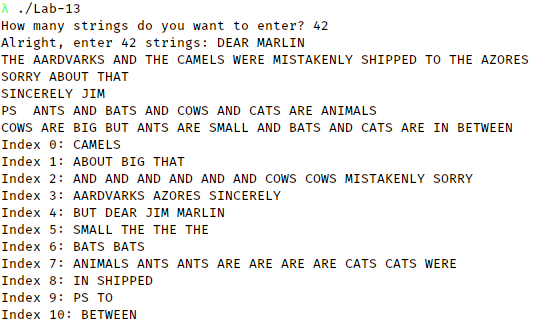 λ ./Lab-13
How many strings do you want to enter? 42
Alright, enter 42 strings: DEAR MARLIN
THE AARDVARKS AND THE CAMELS WERE MISTAKENLY SHIPPED TO THE AZORES
SORRY ABOUT THAT
SINCERELY JIM
PS  ANTS AND BATS AND COWS AND CATS ARE ANIMALS
COWS ARE BIG BUT ANTS ARE SMALL AND BATS AND CATS ARE IN BETWEEN
Index 0: CAMELS
Index 1: ABOUT BIG THAT
Index 2: AND AND AND AND AND AND COWS COWS MISTAKENLY SORRY
Index 3: AARDVARKS AZORES SINCERELY
Index 4: BUT DEAR JIM MARLIN
Index 5: SMALL THE THE THE
Index 6: BATS BATS
Index 7: ANIMALS ANTS ANTS ARE ARE ARE ARE CATS CATS WERE
Index 8: IN SHIPPED
Index 9: PS TO
Index 10: BETWEEN